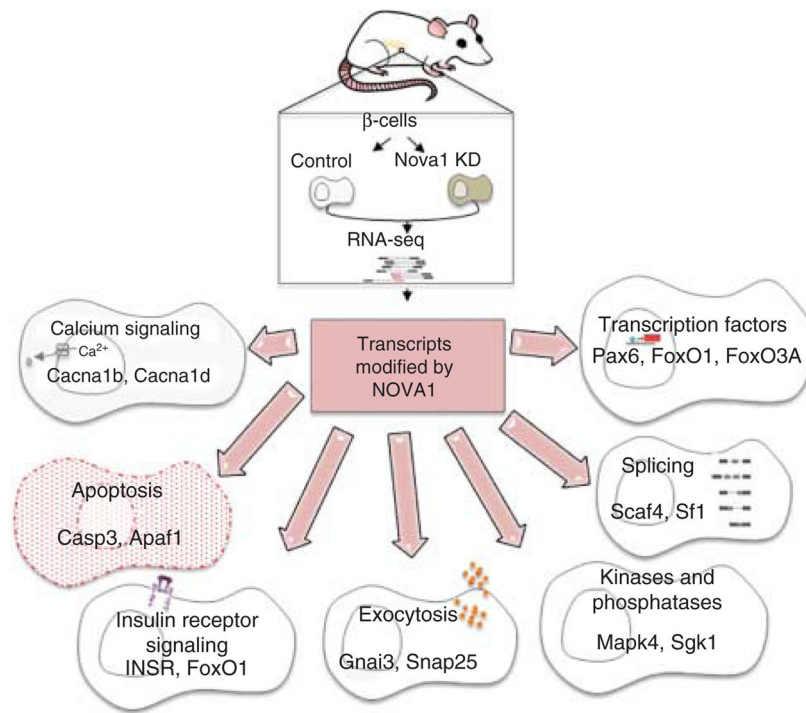 β-cells
Control
Nova1 KD
RNA-seq
Calcium signaling
Ca²⁺
Cacna1b, Cacna1d
Transcripts
modified by
NOVA1
Transcription factors
Pax6, FoxO1, FoxO3A
Apoptosis
Casp3, Apaf1
Splicing
Scaf4, Sf1
Insulin receptor
signaling
INSR, FoxO1
Exocytosis
Gnai3, Snap25
Kinases and
phosphatases
Mapk4, Sgk1